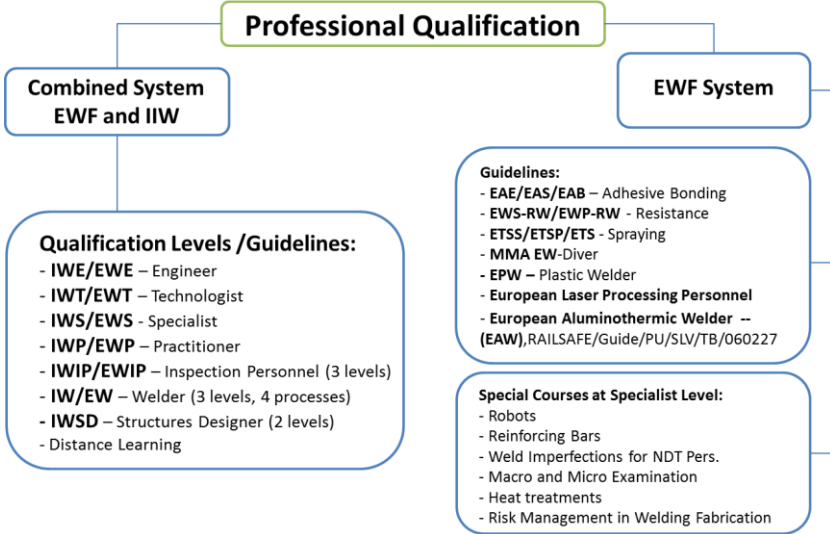 Professional Qualification
Combined System
EWF and IIW
EWF System
Qualification Levels /Guidelines:
- IWE/EWE – Engineer
- IWT/EWT – Technologist
- IWS/EWS - Specialist
- IWP/EWP – Practitioner
- IWIP/EWIP – Inspection Personnel (3 levels)
- IW/EW – Welder (3 levels, 4 processes)
- IWSD – Structures Designer (2 levels)
- Distance Learning
Guidelines:
- EAE/EAS/EAB – Adhesive Bonding
- EWS-RW/EWP-RW - Resistance
- ETSS/ETSP/ETS - Spraying
- MMA EW-Diver
- EPW – Plastic Welder
- European Laser Processing Personnel
- European Aluminothermic Welder --
(EAW),RAILSAFE/Guide/PU/SLV/TB/060227
Special Courses at Specialist Level:
- Robots
- Reinforcing Bars
- Weld Imperfections for NDT Pers.
- Macro and Micro Examination
- Heat treatments
- Risk Management in Welding Fabrication